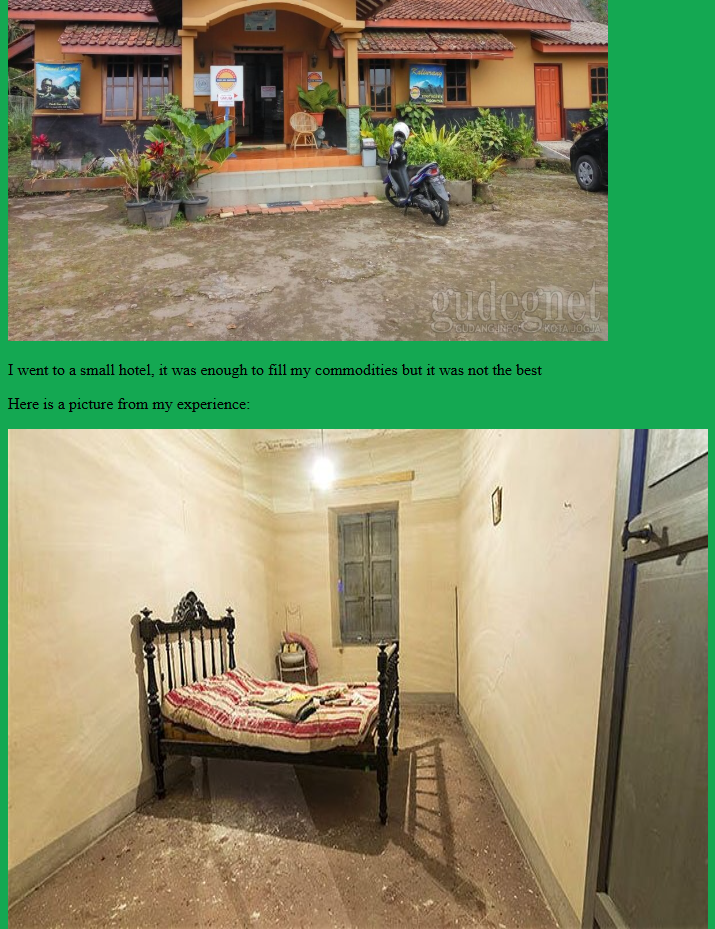 Kaliurang
gudegnet
GUDANG INFO KOTA JOGJA
I went to a small hotel, it was enough to fill my commodities but it was not the best
Here is a picture from my experience: